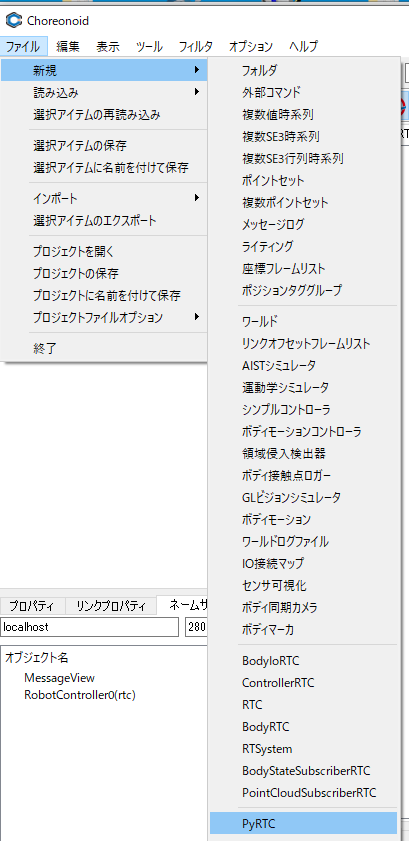 Choreonoid
ファイル 編集 表示 ツール フィルタ オプション ヘルプ
新規
読み込み
選択アイテムの再読み込み
選択アイテムの保存
選択アイテムに名前を付けて保存
インポート
選択アイテムのエクスポート
プロジェクトを開く
プロジェクトの保存
プロジェクトに名前を付けて保存
プロジェクトファイルオプション
終了
フォルダ
外部コマンド
複数値時系列
複数SE3時系列
複数SE3行列時系列
ポイントセット
複数ポイントセット
メッセージログ
ライティング
座標フレームリスト
ポジションタググループ
ワールド
リンクオフセットフレームリスト
AISTシミュレータ
運動学シミュレータ
シンプルコントローラ
ボディモーションコントローラ
領域侵入検出器
ボディ接触点ロガー
GLビジョンシミュレータ
ボディモーション
ワールドログファイル
IO接続マップ
センサ可視化
ボディ同期カメラ
ボディマーカ
BodyIoRTC
ControllerRTC
RTC
BodyRTC
RTSystem
BodyStateSubscriberRTC
PointCloudSubscriberRTC
PyRTC
RT
プロパティ リンクプロパティ ネームサ
localhost 280
オブジェクト名
MessageView
RobotController0(rtc)